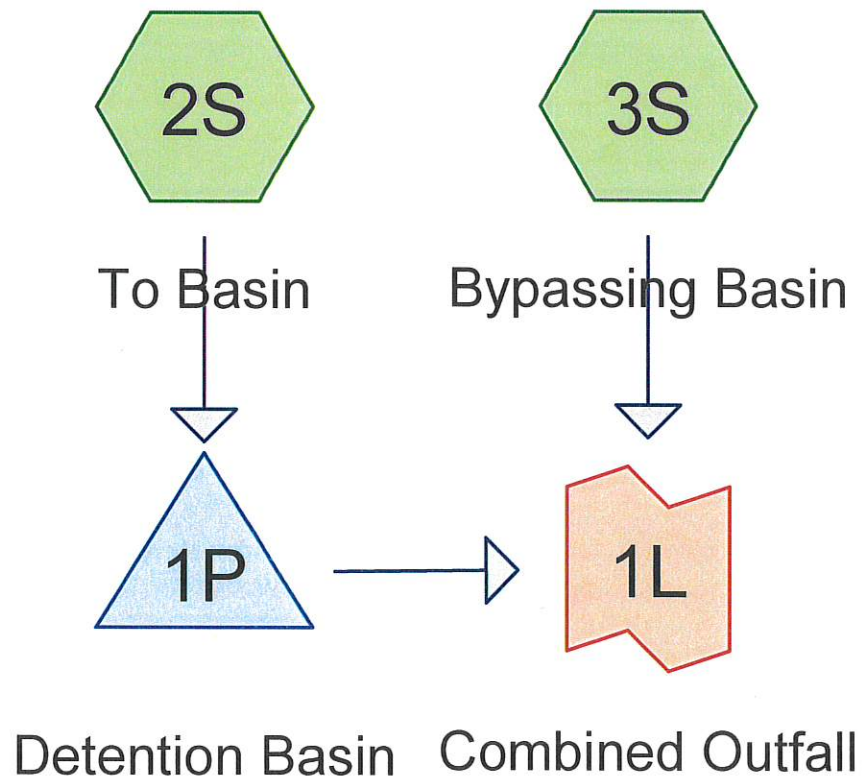 2S 3S
To Basin Bypassing Basin
1P 1L
Detention Basin Combined Outfall